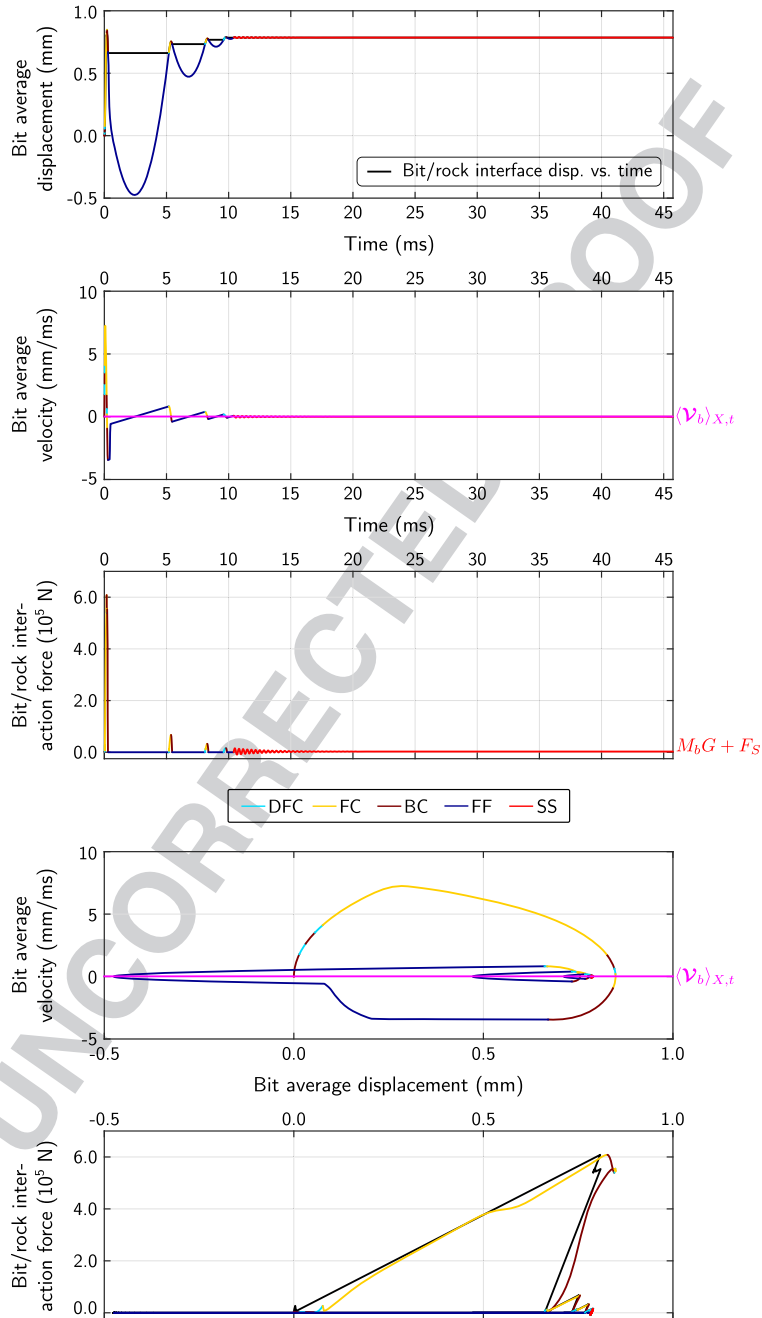 1.0
0.5
0.0
-0.5
Bit average
displacement (mm)
Bit/rock interface disp. vs. time
0 5 10 15 20 25 30 35 40 45
Time (ms)
0 5 10 15 20 25 30 35 40 45
10
5
0
-5
Bit average
velocity (mm/ms)
⟨𝓥_b⟩_{X,t}
0 5 10 15 20 25 30 35 40 45
Time (ms)
0 5 10 15 20 25 30 35 40 45
6.0
4.0
2.0
0.0
Bit/rock inter-
action force (10⁵ N)
M_bG + F_S
DFC FC BC FF SS
10
5
0
-5
Bit average
velocity (mm/ms)
⟨𝓥_b⟩_{X,t}
-0.5 0.0 0.5 1.0
Bit average displacement (mm)
-0.5 0.0 0.5 1.0
6.0
4.0
2.0
0.0
Bit/rock inter-
action force (10⁵ N)
UNCORRECTED PROOF